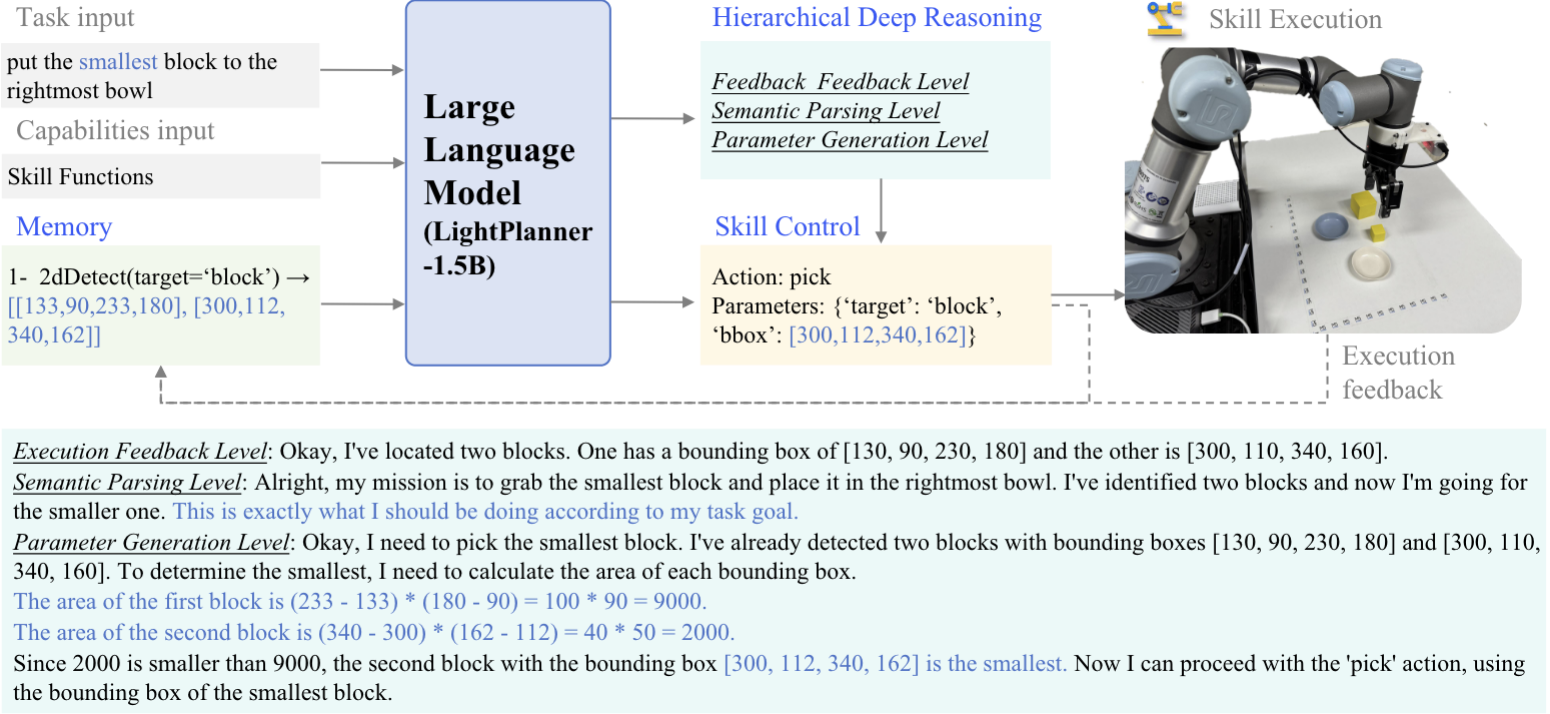 Task input
put the smallest block to the
rightmost bowl
Capabilities input
Skill Functions
Memory
1- 2dDetect(target=‘block’) →
[[133,90,233,180], [300,112,
340,162]]
Large
Language
Model
(LightPlanner
-1.5B)
Hierarchical Deep Reasoning
Feedback Feedback Level
Semantic Parsing Level
Parameter Generation Level
Skill Control
Action: pick
Parameters: {‘target’: ‘block’,
‘bbox’: [300,112,340,162]}
Skill Execution
Execution
feedback
Execution Feedback Level: Okay, I've located two blocks. One has a bounding box of [130, 90, 230, 180] and the other is [300, 110, 340, 160].
Semantic Parsing Level: Alright, my mission is to grab the smallest block and place it in the rightmost bowl. I've identified two blocks and now I'm going for
the smaller one. This is exactly what I should be doing according to my task goal.
Parameter Generation Level: Okay, I need to pick the smallest block. I've already detected two blocks with bounding boxes [130, 90, 230, 180] and [300, 110,
340, 160]. To determine the smallest, I need to calculate the area of each bounding box.
The area of the first block is (233 - 133) * (180 - 90) = 100 * 90 = 9000.
The area of the second block is (340 - 300) * (162 - 112) = 40 * 50 = 2000.
Since 2000 is smaller than 9000, the second block with the bounding box [300, 112, 340, 162] is the smallest. Now I can proceed with the 'pick' action, using
the bounding box of the smallest block.